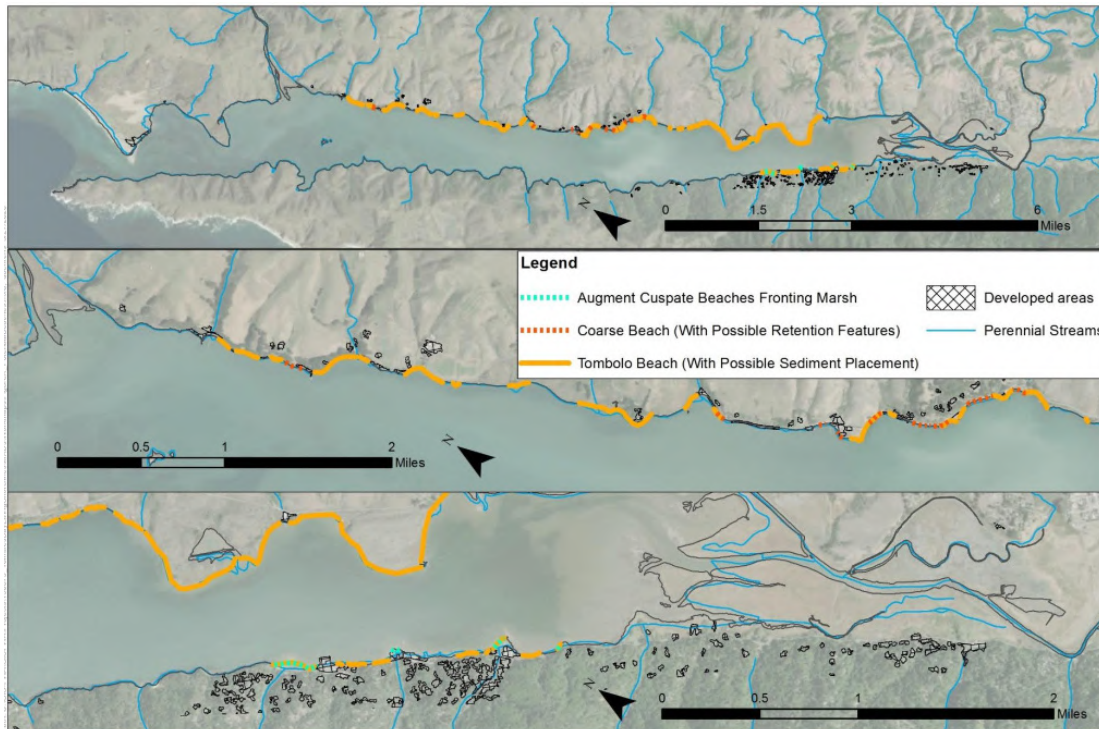 N
0 1.5 3 6
Miles
Legend
Augment Cuspate Beaches Fronting Marsh
Developed areas
Coarse Beach (With Possible Retention Features)
Perennial Streams
Tombolo Beach (With Possible Sediment Placement)
N
0 0.5 1 2
Miles
N
0 0.5 1 2
Miles